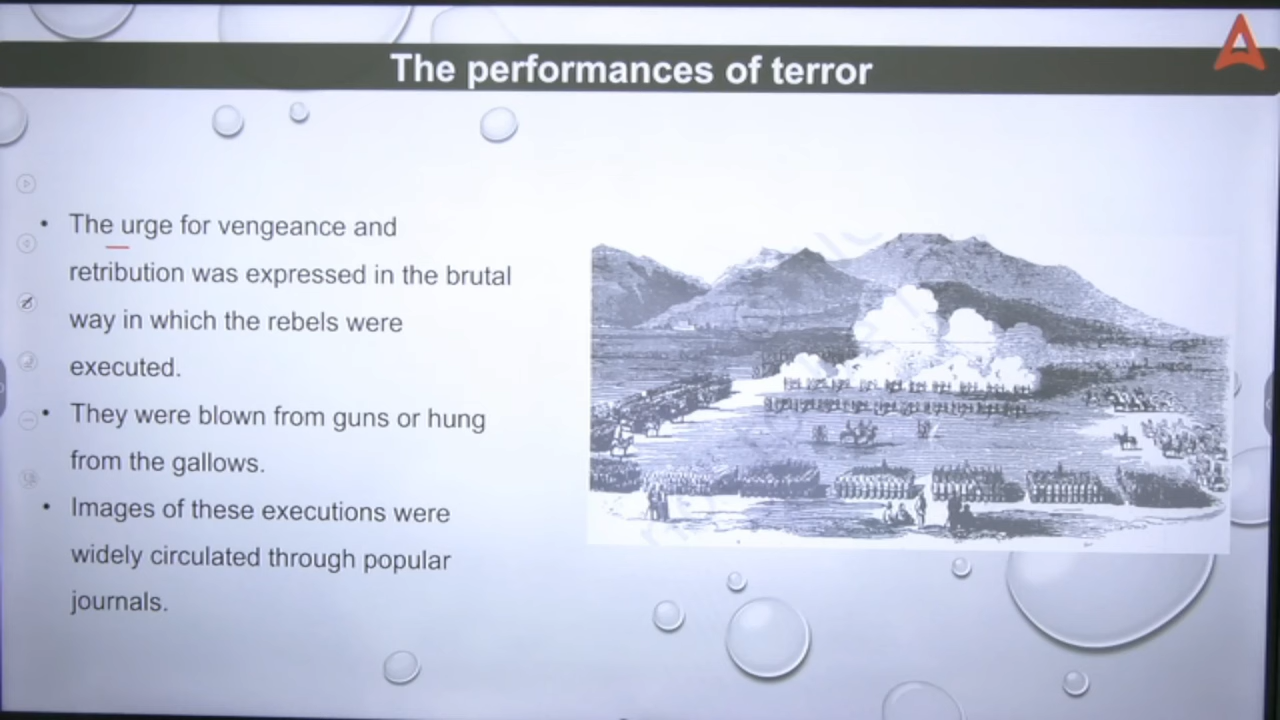 The performances of terror
• The urge for vengeance and
retribution was expressed in the brutal
way in which the rebels were
executed.
• They were blown from guns or hung
from the gallows.
• Images of these executions were
widely circulated through popular
journals.